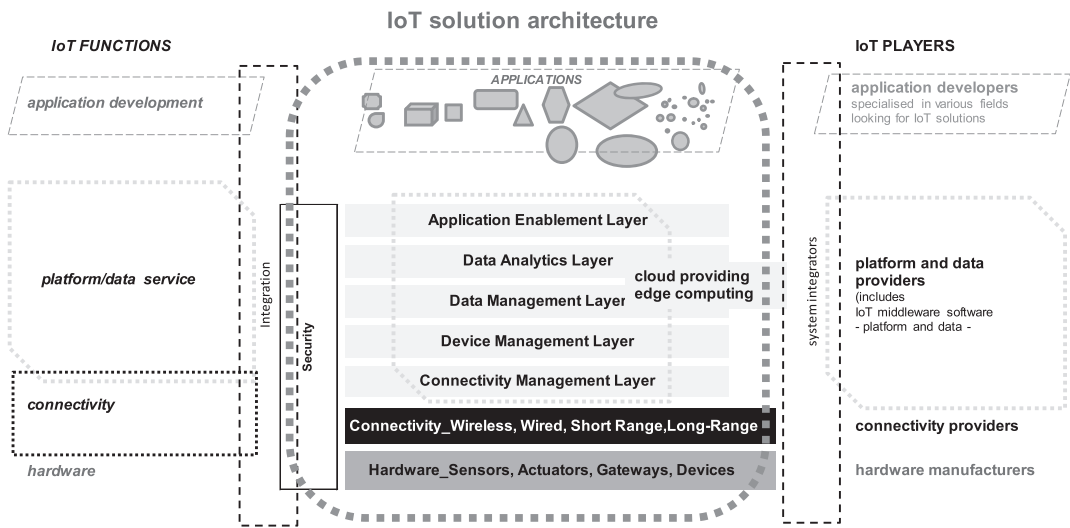 IoT solution architecture
IoT FUNCTIONS
IoT PLAYERS
APPLICATIONS
application development
application developers
specialised in various fields
looking for IoT solutions
Application Enablement Layer
Data Analytics Layer
cloud providing
edge computing
Data Management Layer
Device Management Layer
Connectivity Management Layer
Connectivity_Wireless, Wired, Short Range,Long-Range
Hardware_Sensors, Actuators, Gateways, Devices
platform/data service
connectivity
hardware
Integration
Security
system integrators
platform and data
providers
(includes
IoT middleware software
- platform and data -
connectivity providers
hardware manufacturers